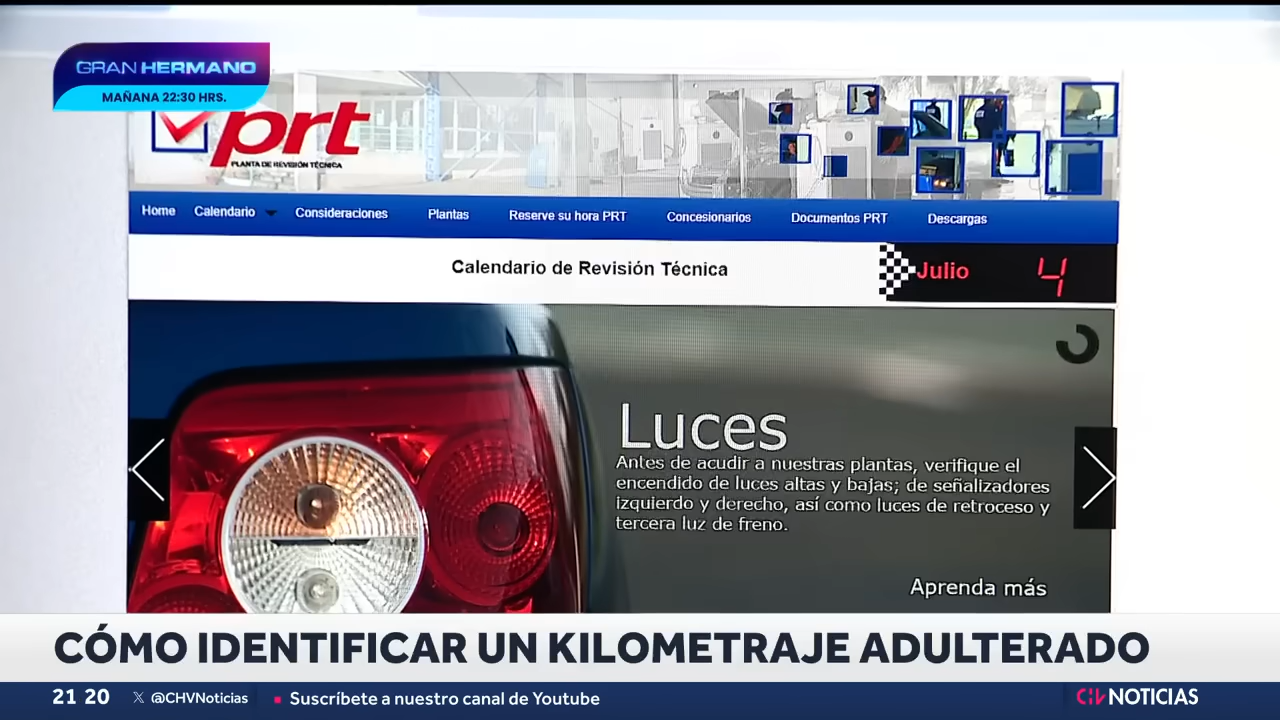 GRAN HERMANO
MAÑANA 22:30 HRS.
prt
PLANTA DE REVISIÓN TÉCNICA
Home Calendario Consideraciones Plantas Reserve su hora PRT Concesionarios Documentos PRT Descargas
Calendario de Revisión Técnica
Julio 4
Luces
Antes de acudir a nuestras plantas, verifique el
encendido de luces altas y bajas; de señalizadores
izquierdo y derecho, así como luces de retroceso y
tercera luz de freno.
Aprenda más
CÓMO IDENTIFICAR UN KILOMETRAJE ADULTERADO
21 20 X @CHVNoticias Suscríbete a nuestro canal de Youtube
CHV NOTICIAS